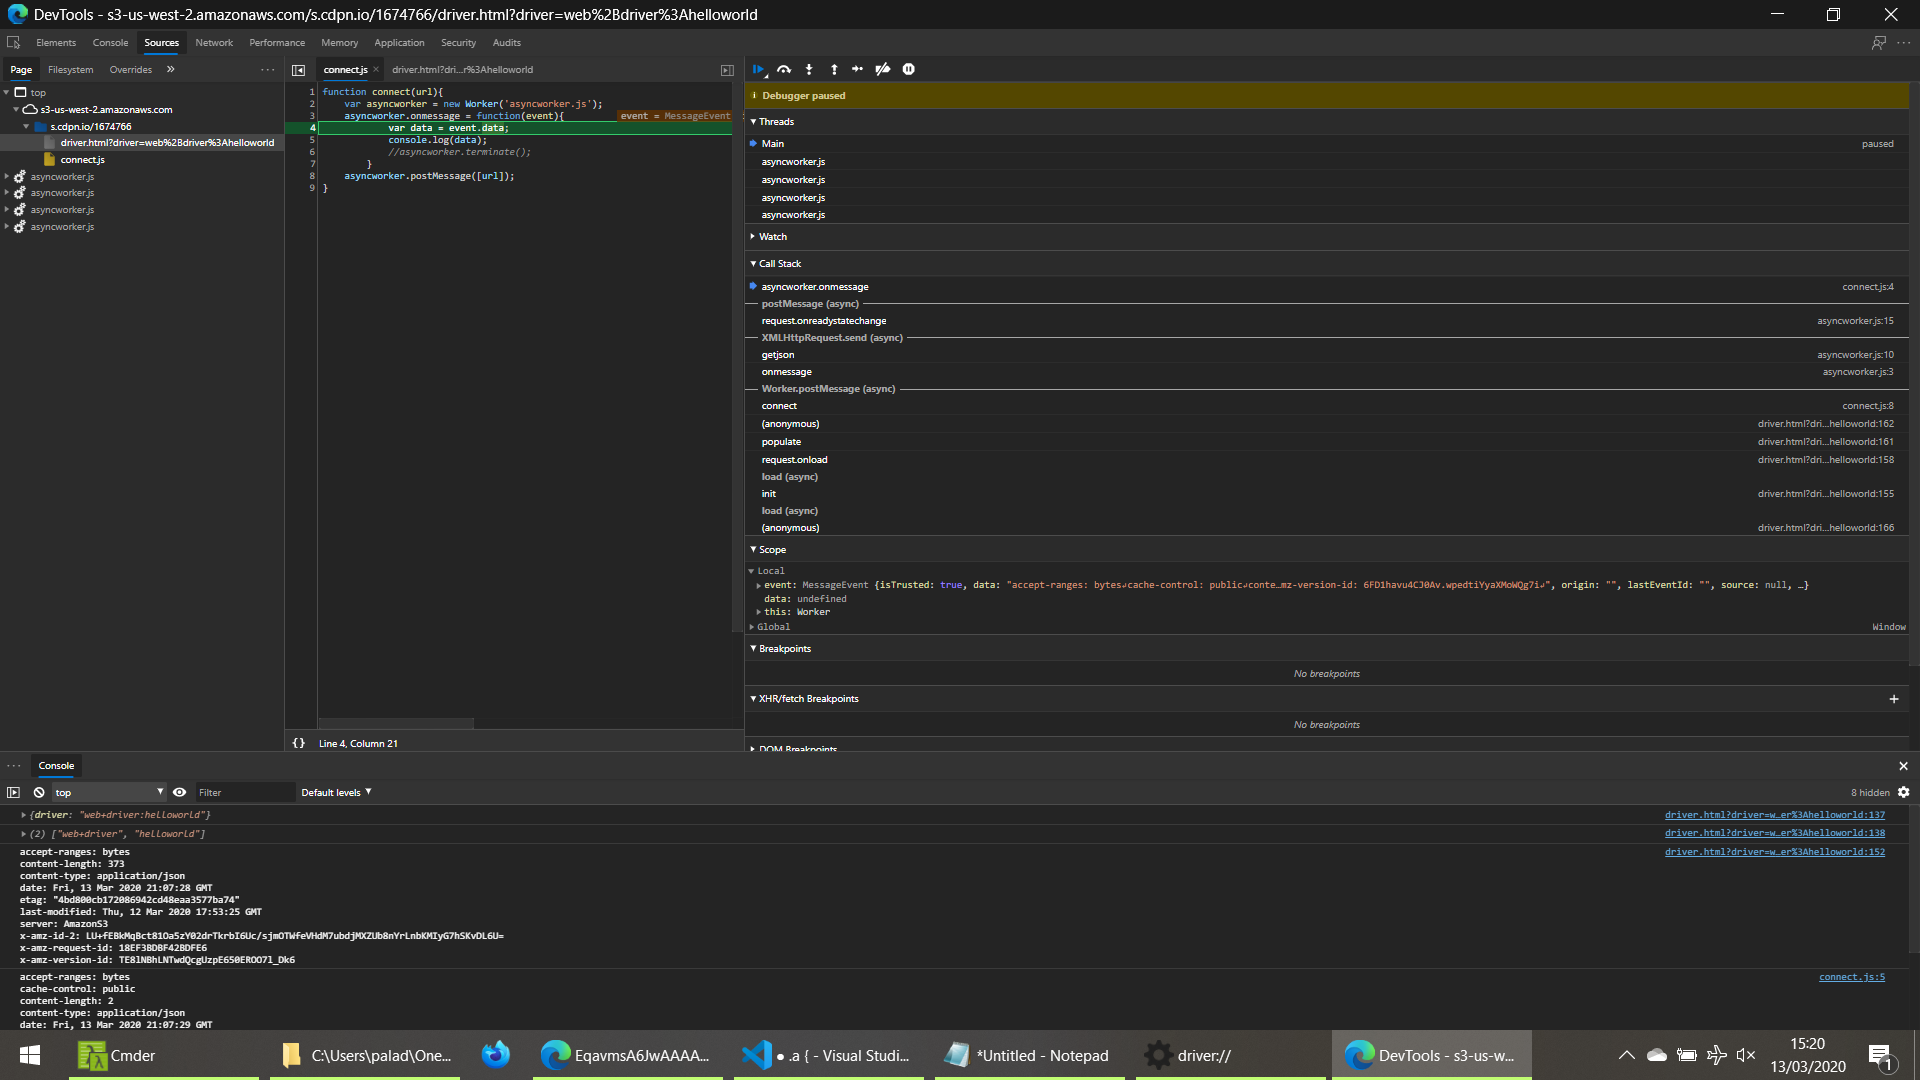 DevTools - s3-us-west-2.amazonaws.com/s.cdpn.io/1674766/driver.html?driver=web%2Bdriver%3Ahelloworld
Elements Console Sources Network Performance Memory Application Security Audits
Page Filesystem Overrides » ···
connect.js × driver.html?dri...r%3Ahelloworld
top
s3-us-west-2.amazonaws.com
s.cdpn.io/1674766
driver.html?driver=web%2Bdriver%3Ahelloworld
connect.js
asyncworker.js
asyncworker.js
asyncworker.js
asyncworker.js
1 function connect(url){
2 var asyncworker = new Worker('asyncworker.js');
3 asyncworker.onmessage = function(event){ event = MessageEvent
4 var data = event.data;
5 console.log(data);
6 //asyncworker.terminate();
7 }
8 asyncworker.postMessage([url]);
9 }
{} Line 4, Column 21
Debugger paused
Threads
Main paused
asyncworker.js
asyncworker.js
asyncworker.js
asyncworker.js
Watch
Call Stack
asyncworker.onmessage connect.js:4
postMessage (async)
request.onreadystatechange asyncworker.js:15
XMLHttpRequest.send (async)
getjson asyncworker.js:10
onmessage asyncworker.js:3
Worker.postMessage (async)
connect connect.js:8
(anonymous) driver.html?dri...helloworld:162
populate driver.html?dri...helloworld:161
request.onload driver.html?dri...helloworld:158
load (async)
init driver.html?dri...helloworld:155
load (async)
(anonymous) driver.html?dri...helloworld:166
Scope
Local
event: MessageEvent {isTrusted: true, data: "accept-ranges: bytes↲cache-control: public↲conte…mz-version-id: 6FD1havu4CJ0Av.wpedtiYyaXMoWQg7i↲", origin: "", lastEventId: "", source: null, …}
data: undefined
this: Worker
Global Window
Breakpoints
No breakpoints
XHR/fetch Breakpoints +
No breakpoints
DOM Breakpoints
Console
top Filter Default levels 8 hidden
{driver: "web+driver:helloworld"} driver.html?driver=w…er%3Ahelloworld:137
(2) ["web+driver", "helloworld"] driver.html?driver=w…er%3Ahelloworld:138
accept-ranges: bytes driver.html?driver=w…er%3Ahelloworld:152
content-length: 373
content-type: application/json
date: Fri, 13 Mar 2020 21:07:28 GMT
etag: "4bd800cb172086942cd48eaa3577ba74"
last-modified: Thu, 12 Mar 2020 17:53:25 GMT
server: AmazonS3
x-amz-id-2: LU+fEBkMqBct81Oa5zY02drTkrbI6Uc/sjmOTWfeVHdM7ubdjMXZUb8nYrLnbKMIyG7hSKvDL6U=
x-amz-request-id: 18EF3BDBF42BDFE6
x-amz-version-id: TE8lNBhLNTwdQcgUzpE650EROO7l_Dk6
accept-ranges: bytes connect.js:5
cache-control: public
content-length: 2
content-type: application/json
date: Fri, 13 Mar 2020 21:07:29 GMT
Cmder C:\Users\palad\One... EqavmsA6JwAAAA... ● .a { - Visual Studi... *Untitled - Notepad driver:// DevTools - s3-us-w...
15:20
13/03/2020
1